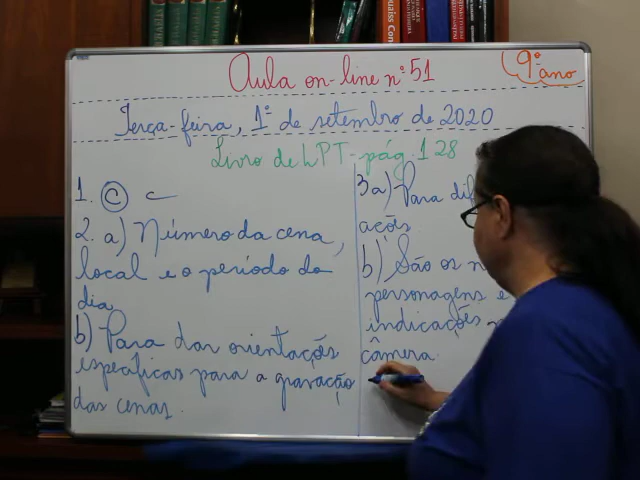 Aula on-line nº 51
9º ano
Terça-feira, 1º de setembro de 2020
Livro de LPT - pág. 128
1. C c
2. a) Número da cena,
local e o período do
dia
b) Para dar orientações
específicas para a gravação
das cenas.
3a) Para
ações
b) São os
personagens e
indicações
câmera.